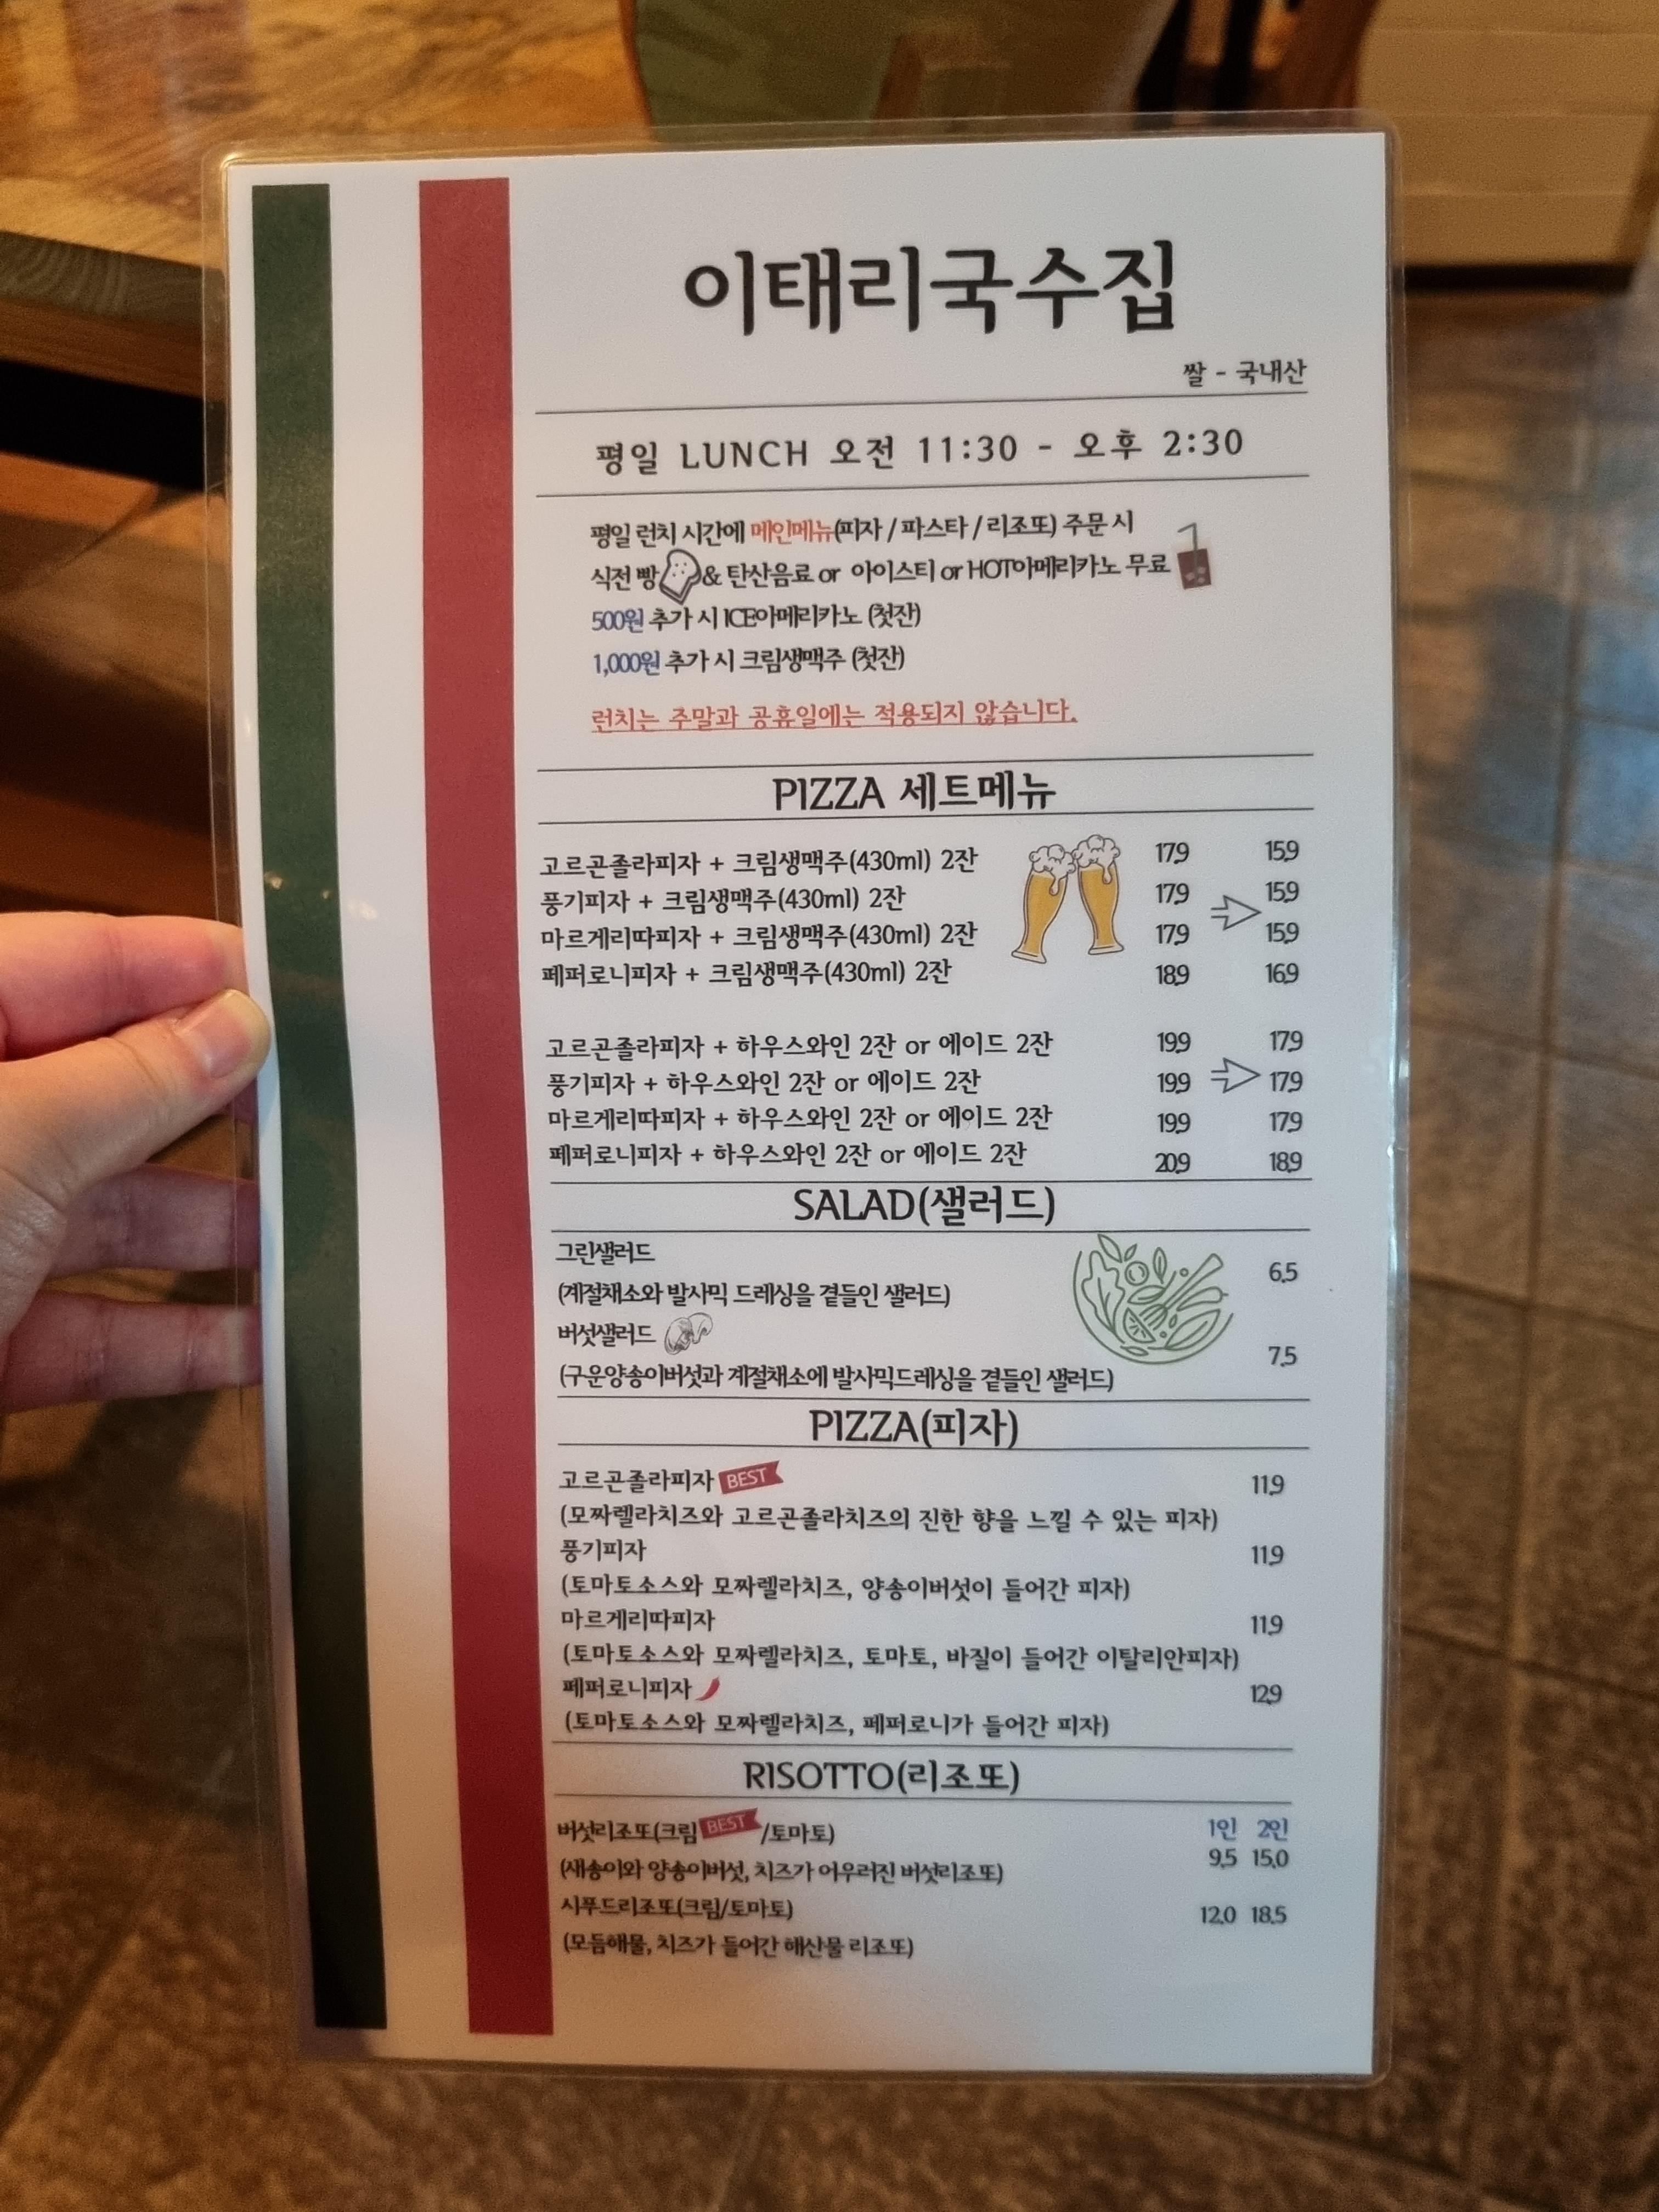 이태리국수집
쌀 - 국내산
평일 LUNCH 오전 11:30 - 오후 2:30
평일 런치 시간에 메인메뉴(피자 / 파스타 / 리조또) 주문 시
식전 빵 & 탄산음료 or 아이스티 or HOT아메리카노 무료
500원 추가 시 ICE아메리카노 (첫잔)
1,000원 추가 시 크림생맥주 (첫잔)
런치는 주말과 공휴일에는 적용되지 않습니다.
PIZZA 세트메뉴
고르곤졸라피자 + 크림생맥주(430ml) 2잔 17.9 15.9
풍기피자 + 크림생맥주(430ml) 2잔 17.9 15.9
마르게리따피자 + 크림생맥주(430ml) 2잔 17.9 15.9
페퍼로니피자 + 크림생맥주(430ml) 2잔 18.9 16.9
고르곤졸라피자 + 하우스와인 2잔 or 에이드 2잔 19.9 17.9
풍기피자 + 하우스와인 2잔 or 에이드 2잔 19.9 17.9
마르게리따피자 + 하우스와인 2잔 or 에이드 2잔 19.9 17.9
페퍼로니피자 + 하우스와인 2잔 or 에이드 2잔 20.9 18.9
SALAD(샐러드)
그린샐러드 6.5
(계절채소와 발사믹 드레싱을 곁들인 샐러드)
버섯샐러드 7.5
(구운양송이버섯과 계절채소에 발사믹드레싱을 곁들인 샐러드)
PIZZA(피자)
고르곤졸라피자 BEST 11.9
(모짜렐라치즈와 고르곤졸라치즈의 진한 향을 느낄 수 있는 피자)
풍기피자 11.9
(토마토소스와 모짜렐라치즈, 양송이버섯이 들어간 피자)
마르게리따피자 11.9
(토마토소스와 모짜렐라치즈, 토마토, 바질이 들어간 이탈리안피자)
페퍼로니피자 12.9
(토마토소스와 모짜렐라치즈, 페퍼로니가 들어간 피자)
RISOTTO(리조또)
1인 2인
버섯리조또(크림 BEST /토마토) 9.5 15.0
(새송이와 양송이버섯, 치즈가 어우러진 버섯리조또)
시푸드리조또(크림/토마토) 12.0 18.5
(모듬해물, 치즈가 들어간 해산물 리조또)